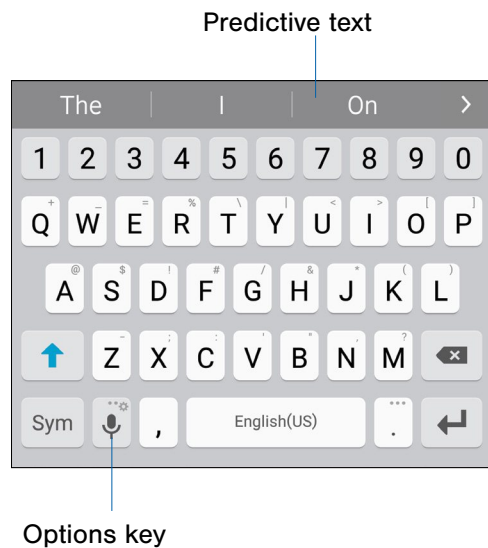 Predictive text
The I On >
1 2 3 4 5 6 7 8 9 0
+ _ = % \ | < > [ ]
Q W E R T Y U I O P
@ $ ! # / & * ( )
A S D F G H J K L
- ; : ' " , ?
Z X C V B N M
Sym , English(US) .
Options key